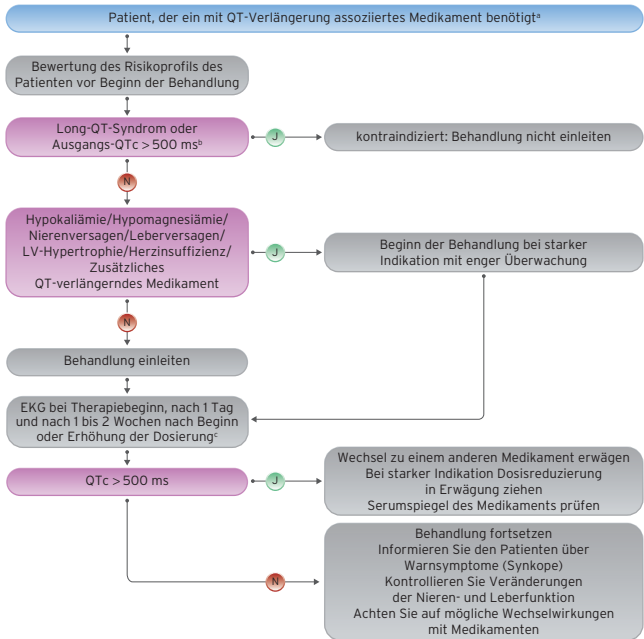 Patient, der ein mit QT-Verlängerung assoziiertes Medikament benötigtᵃ
Bewertung des Risikoprofils des
Patienten vor Beginn der Behandlung
Long-QT-Syndrom oder
Ausgangs-QTc > 500 msᵇ
J
kontraindiziert: Behandlung nicht einleiten
N
Hypokaliämie/Hypomagnesiämie/
Nierenversagen/Leberversagen/
LV-Hypertrophie/Herzinsuffizienz/
Zusätzliches
QT-verlängerndes Medikament
J
Beginn der Behandlung bei starker
Indikation mit enger Überwachung
N
Behandlung einleiten
EKG bei Therapiebeginn, nach 1 Tag
und nach 1 bis 2 Wochen nach Beginn
oder Erhöhung der Dosierungᶜ
QTc > 500 ms
J
Wechsel zu einem anderen Medikament erwägen
Bei starker Indikation Dosisreduzierung
in Erwägung ziehen
Serumspiegel des Medikaments prüfen
N
Behandlung fortsetzen
Informieren Sie den Patienten über
Warnsymptome (Synkope)
Kontrollieren Sie Veränderungen
der Nieren- und Leberfunktion
Achten Sie auf mögliche Wechselwirkungen
mit Medikamenten